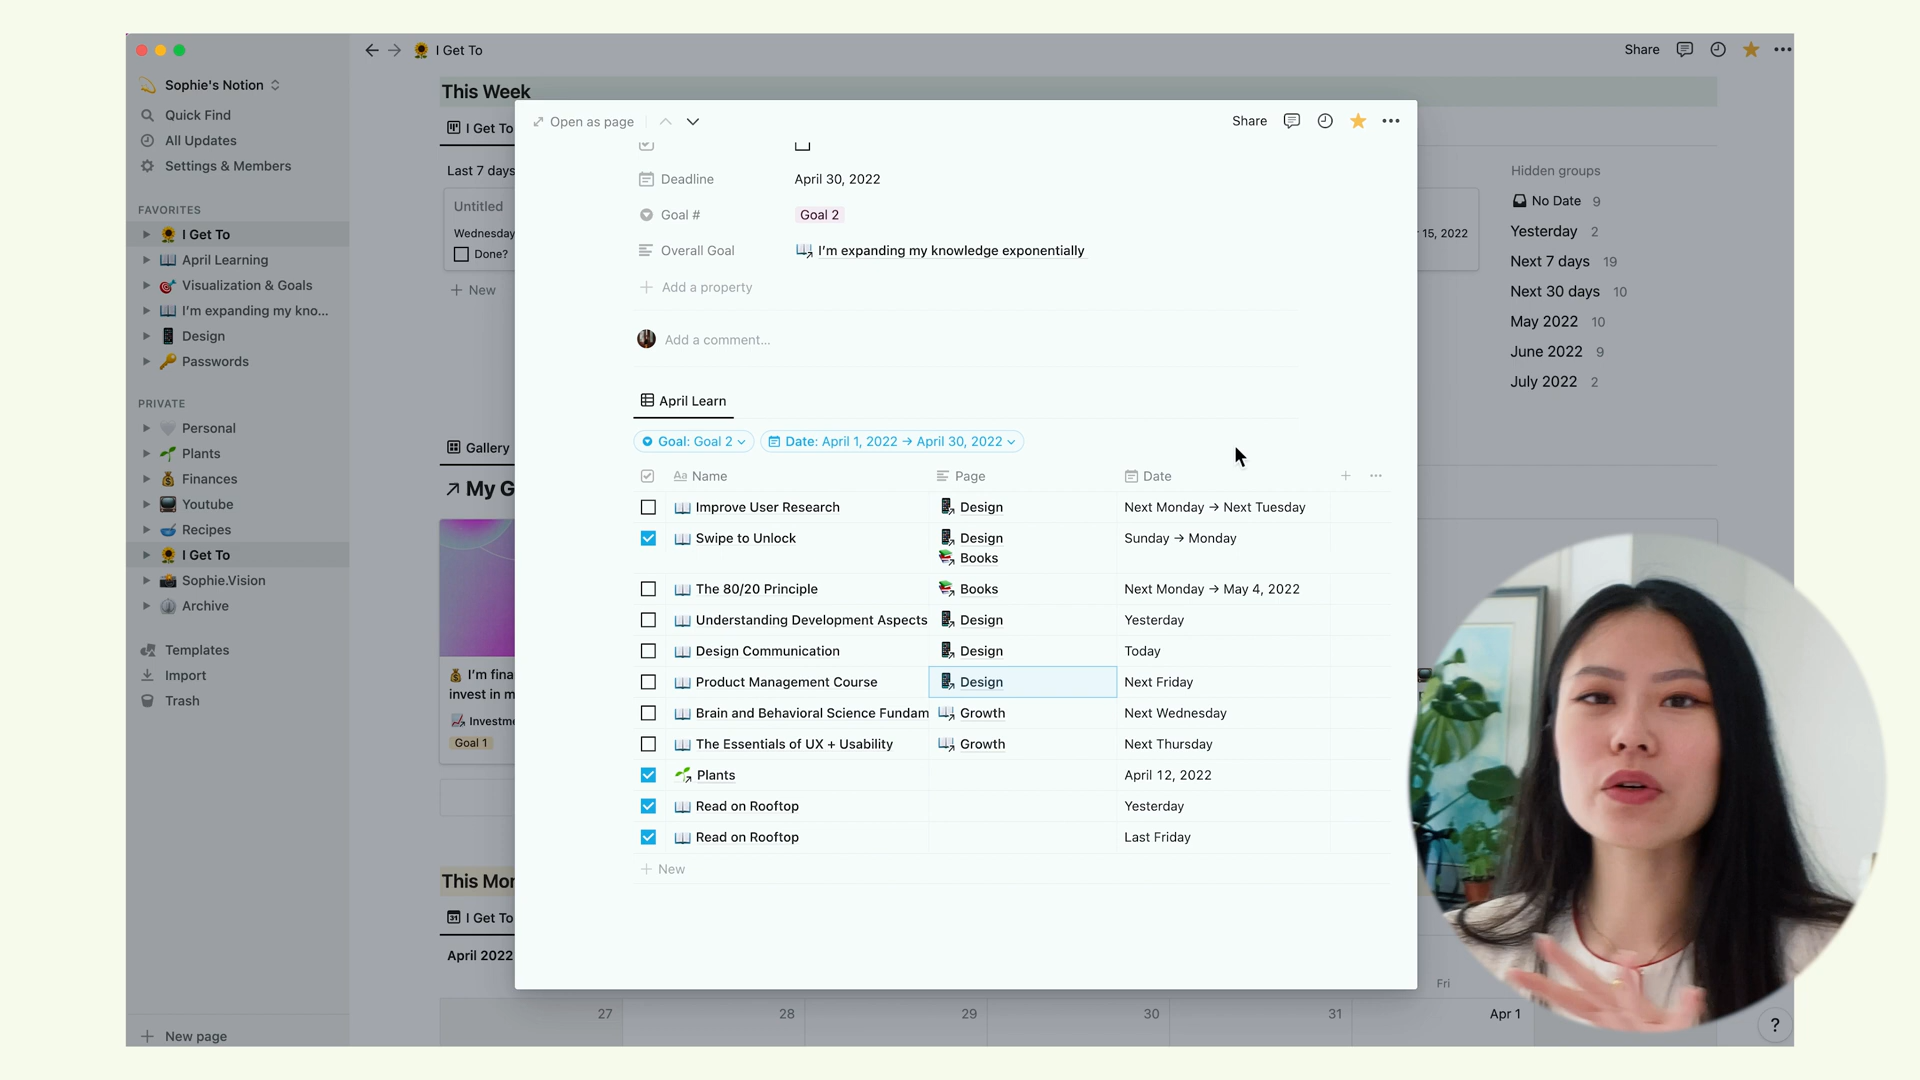 I Get To
Share
Sophie's Notion
Quick Find
All Updates
Settings & Members
FAVORITES
I Get To
April Learning
Visualization & Goals
I'm expanding my kno...
Design
Passwords
PRIVATE
Personal
Plants
Finances
Youtube
Recipes
I Get To
Sophie.Vision
Archive
Templates
Import
Trash
New page
This Week
I Get To
Last 7 days
Untitled
Wednesday
Done?
New
Gallery
My G
I'm fina
invest in m
Investme
Goal 1
This Mon
I Get To
31
April 2022
27
28
29
30
31
Fri
Apr 1
Hidden groups
No Date 9
Yesterday 2
Next 7 days 19
Next 30 days 10
May 2022 10
June 2022 9
July 2022 2
15, 2022
Open as page
Share
Deadline April 30, 2022
Goal # Goal 2
Overall Goal I'm expanding my knowledge exponentially
Add a property
Add a comment...
April Learn
Goal: Goal 2 Date: April 1, 2022 → April 30, 2022
Aa Name Page Date
Improve User Research Design Next Monday → Next Tuesday
Swipe to Unlock Design Sunday → Monday
Books
The 80/20 Principle Books Next Monday → May 4, 2022
Understanding Development Aspects Design Yesterday
Design Communication Design Today
Product Management Course Design Next Friday
Brain and Behavioral Science Fundam Growth Next Wednesday
The Essentials of UX + Usability Growth Next Thursday
Plants April 12, 2022
Read on Rooftop Yesterday
Read on Rooftop Last Friday
New
?